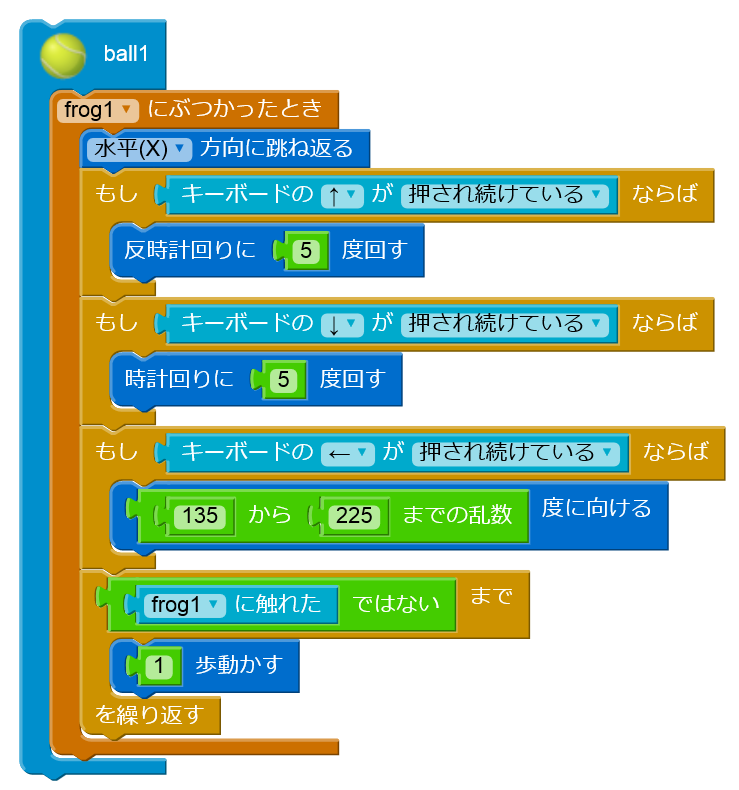 ball1
frog1 ▼ にぶつかったとき
水平(X) ▼ 方向に跳ね返る
もし キーボードの ↑ ▼ が 押され続けている ▼ ならば
反時計回りに 5 度回す
もし キーボードの ↓ ▼ が 押され続けている ▼ ならば
時計回りに 5 度回す
もし キーボードの ← ▼ が 押され続けている ▼ ならば
135 から 225 までの乱数 度に向ける
frog1 ▼ に触れた ではない まで
1 歩動かす
を繰り返す